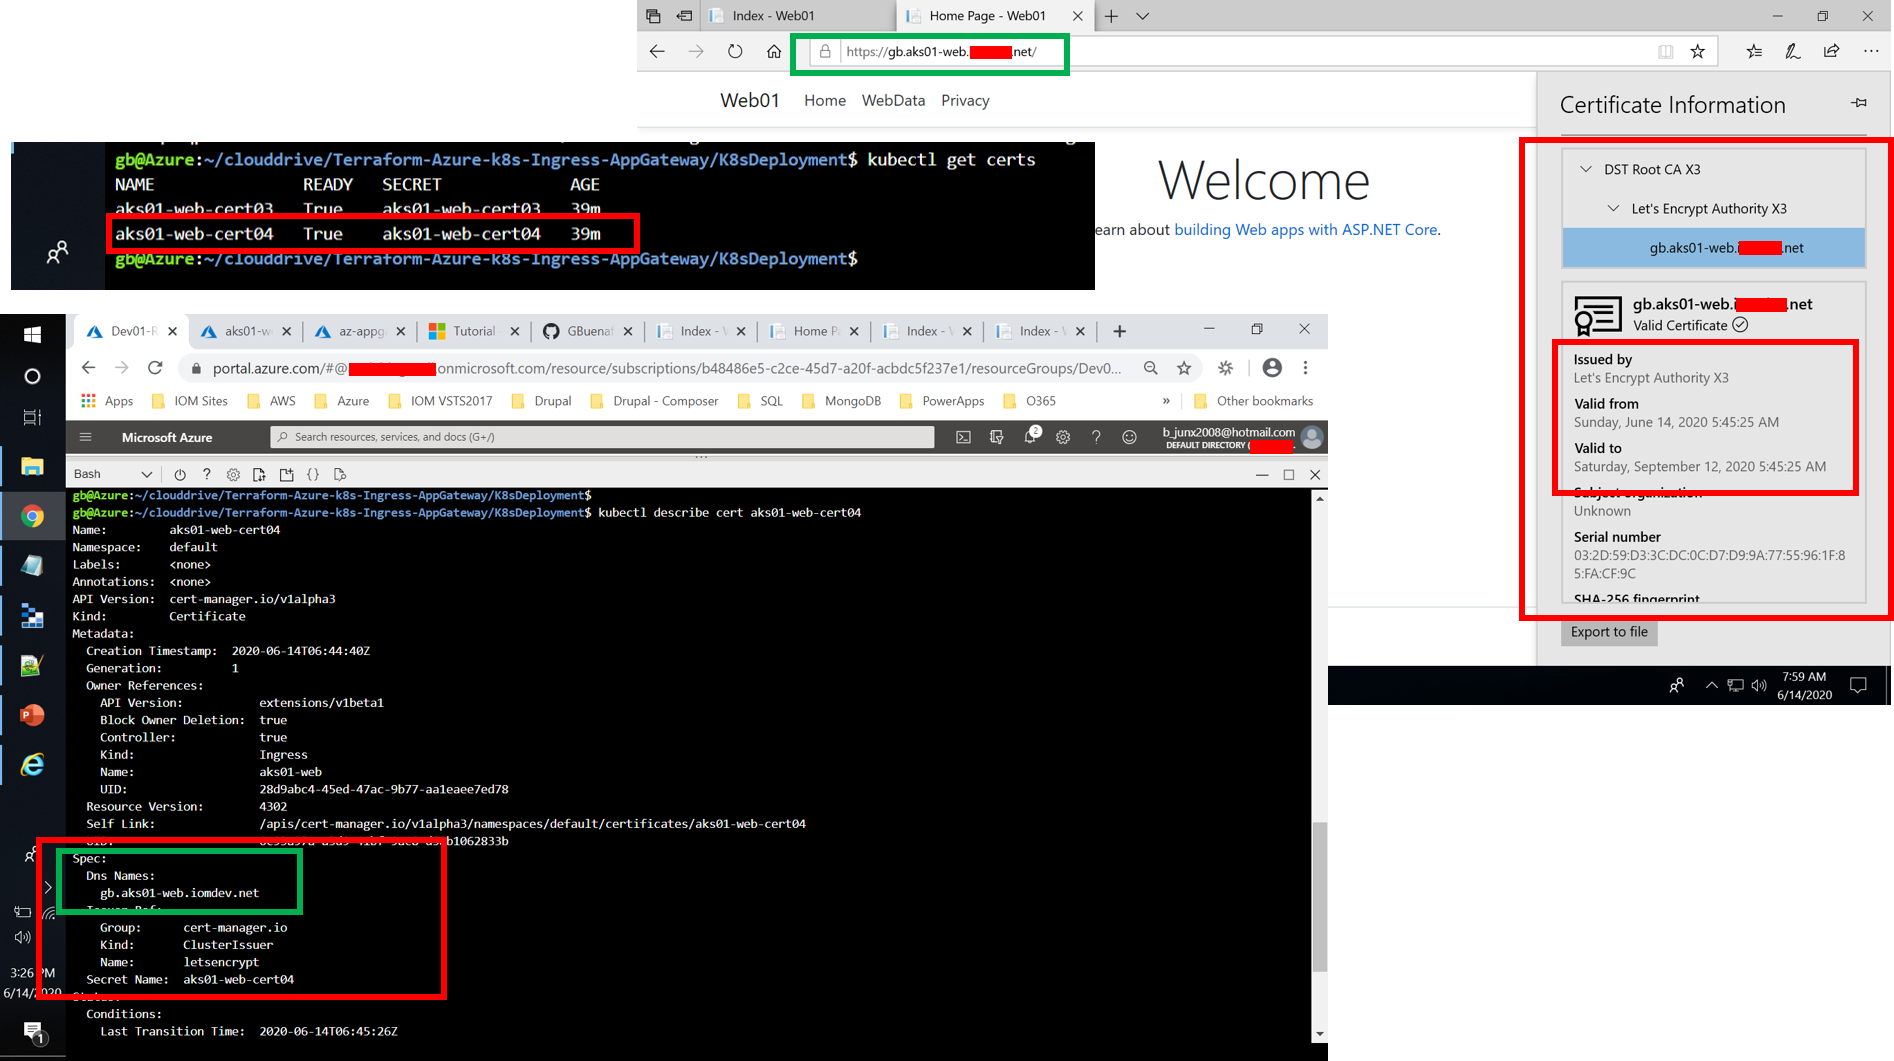 Index - Web01
Home Page - Web01
https://gb.aks01-web. .net/
Web01 Home WebData Privacy
Certificate Information
Welcome
earn about building Web apps with ASP.NET Core.
DST Root CA X3
Let's Encrypt Authority X3
gb.aks01-web. .net
gb.aks01-web. .net
Valid Certificate
Issued by
Let's Encrypt Authority X3
Valid from
Sunday, June 14, 2020 5:45:25 AM
Valid to
Saturday, September 12, 2020 5:45:25 AM
Subject organization
Unknown
Serial number
03:2D:59:D3:3C:DC:0C:D7:D9:9A:77:55:96:1F:8
5:FA:CF:9C
SHA-256 fingerprint
Export to file
7:59 AM
6/14/2020
gb@Azure:~/clouddrive/Terraform-Azure-k8s-Ingress-AppGateway/K8sDeployment$ kubectl get certs
NAME READY SECRET AGE
aks01-web-cert03 True aks01-web-cert03 39m
aks01-web-cert04 True aks01-web-cert04 39m
gb@Azure:~/clouddrive/Terraform-Azure-k8s-Ingress-AppGateway/K8sDeployment$
Dev01-R
aks01-w
az-appg
Tutorial
GBuena
Index -
Home P
Index -
Index -
portal.azure.com/#@ onmicrosoft.com/resource/subscriptions/b48486e5-c2ce-45d7-a20f-acbdc5f237e1/resourceGroups/Dev0...
Apps IOM Sites AWS Azure IOM VSTS2017 Drupal Drupal - Composer SQL MongoDB PowerApps O365 » Other bookmarks
Microsoft Azure
Search resources, services, and docs (G+/)
2
b_junx2008@hotmail.com
DEFAULT DIRECTORY (
Bash
gb@Azure:~/clouddrive/Terraform-Azure-k8s-Ingress-AppGateway/K8sDeployment$
gb@Azure:~/clouddrive/Terraform-Azure-k8s-Ingress-AppGateway/K8sDeployment$ kubectl describe cert aks01-web-cert04
Name: aks01-web-cert04
Namespace: default
Labels: <none>
Annotations: <none>
API Version: cert-manager.io/v1alpha3
Kind: Certificate
Metadata:
Creation Timestamp: 2020-06-14T06:44:40Z
Generation: 1
Owner References:
API Version: extensions/v1beta1
Block Owner Deletion: true
Controller: true
Kind: Ingress
Name: aks01-web
UID: 28d9abc4-45ed-47ac-9b77-aa1eaee7ed78
Resource Version: 4302
Self Link: /apis/cert-manager.io/v1alpha3/namespaces/default/certificates/aks01-web-cert04
Spec:
Dns Names:
gb.aks01-web.iomdev.net
Issuer Ref:
Group: cert-manager.io
Kind: ClusterIssuer
Name: letsencrypt
Secret Name: aks01-web-cert04
Status:
Conditions:
Last Transition Time: 2020-06-14T06:45:26Z
3:26 PM
6/14/2020
1